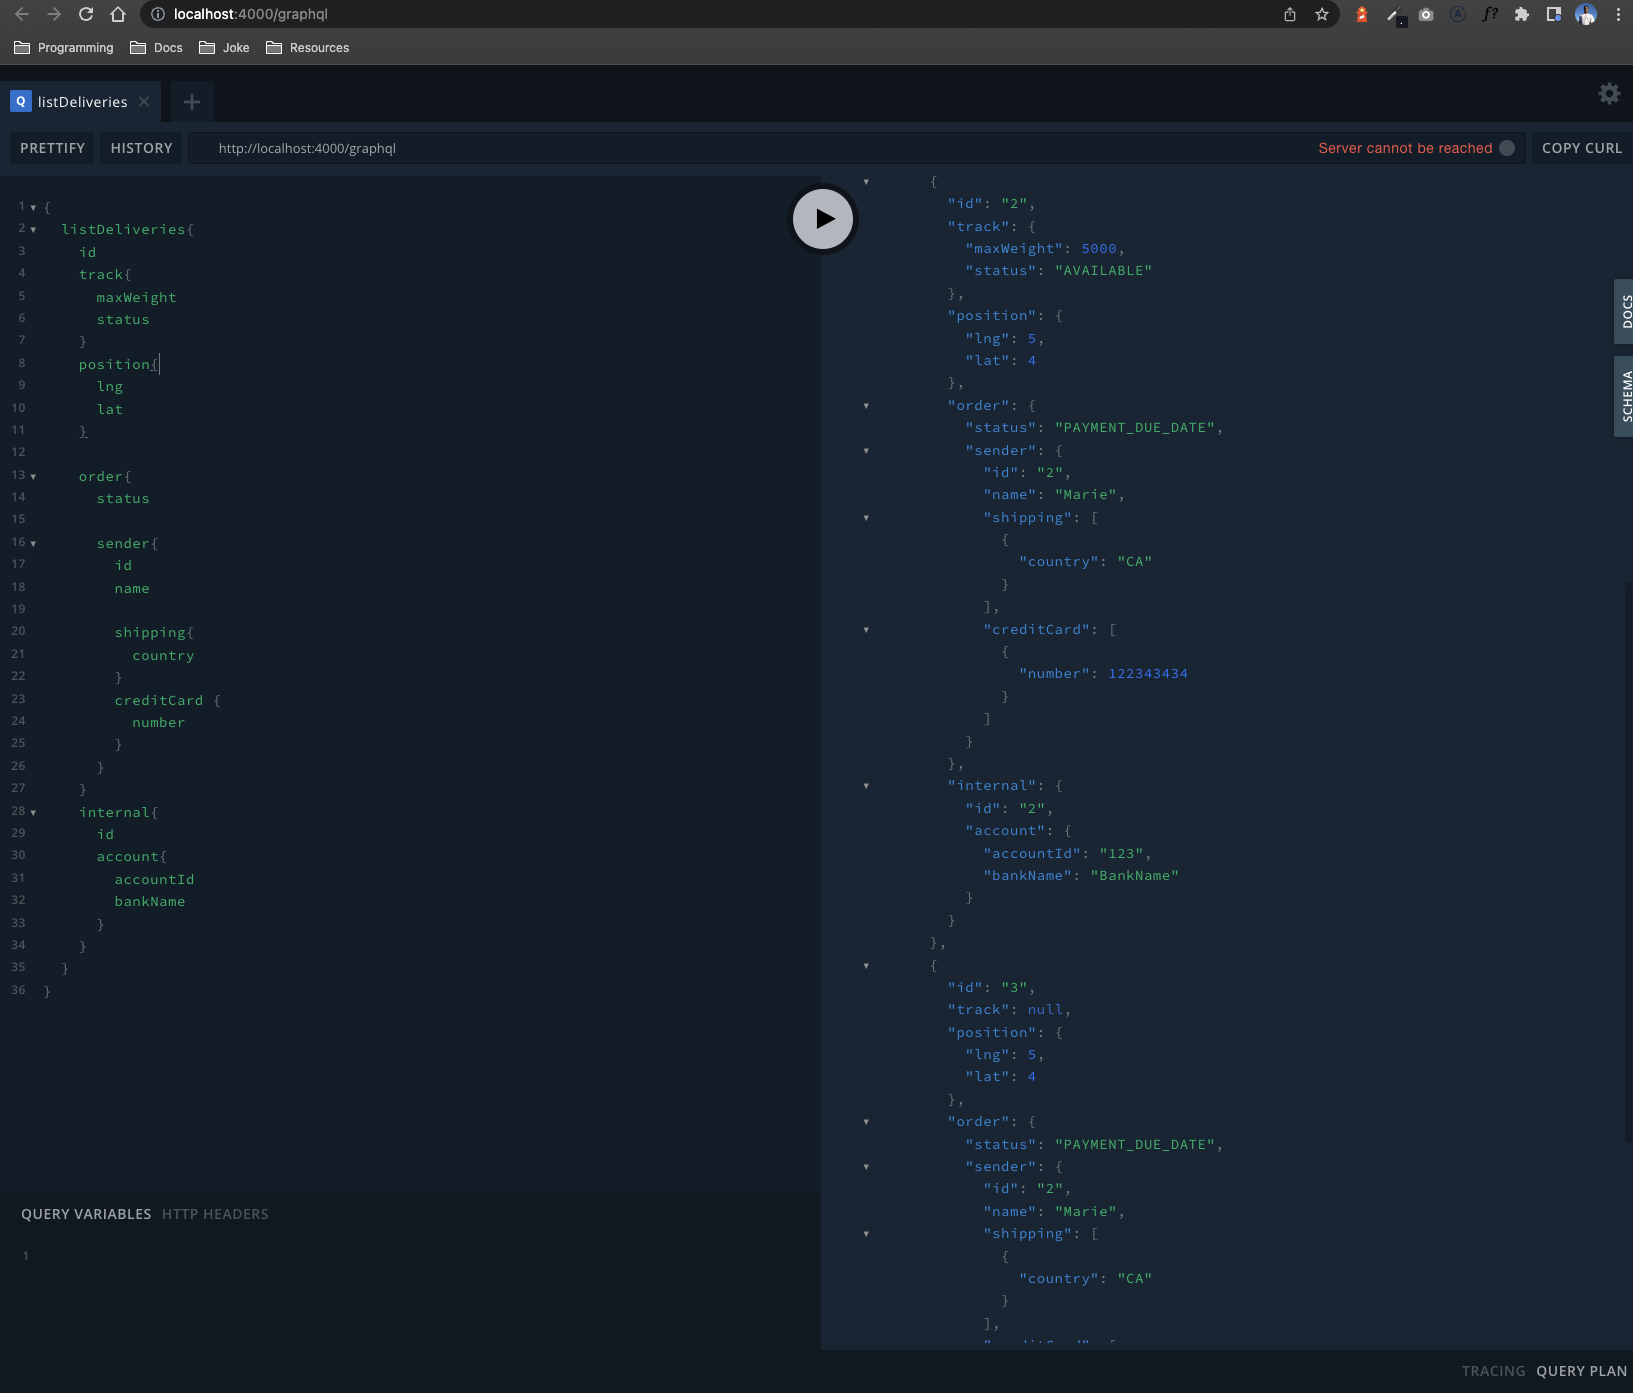 localhost:4000/graphql
Programming Docs Joke Resources
Q listDeliveries
PRETTIFY HISTORY http://localhost:4000/graphql Server cannot be reached COPY CURL
1 {
2 listDeliveries{
3 id
4 track{
5 maxWeight
6 status
7 }
8 position{
9 lng
10 lat
11 }
12
13 order{
14 status
15
16 sender{
17 id
18 name
19
20 shipping{
21 country
22 }
23 creditCard {
24 number
25 }
26 }
27 }
28 internal{
29 id
30 account{
31 accountId
32 bankName
33 }
34 }
35 }
36 }
QUERY VARIABLES HTTP HEADERS
1
{
"id": "2",
"track": {
"maxWeight": 5000,
"status": "AVAILABLE"
},
"position": {
"lng": 5,
"lat": 4
},
"order": {
"status": "PAYMENT_DUE_DATE",
"sender": {
"id": "2",
"name": "Marie",
"shipping": [
{
"country": "CA"
}
],
"creditCard": [
{
"number": 122343434
}
]
}
},
"internal": {
"id": "2",
"account": {
"accountId": "123",
"bankName": "BankName"
}
}
},
{
"id": "3",
"track": null,
"position": {
"lng": 5,
"lat": 4
},
"order": {
"status": "PAYMENT_DUE_DATE",
"sender": {
"id": "2",
"name": "Marie",
"shipping": [
{
"country": "CA"
}
],
DOCS
SCHEMA
TRACING QUERY PLAN